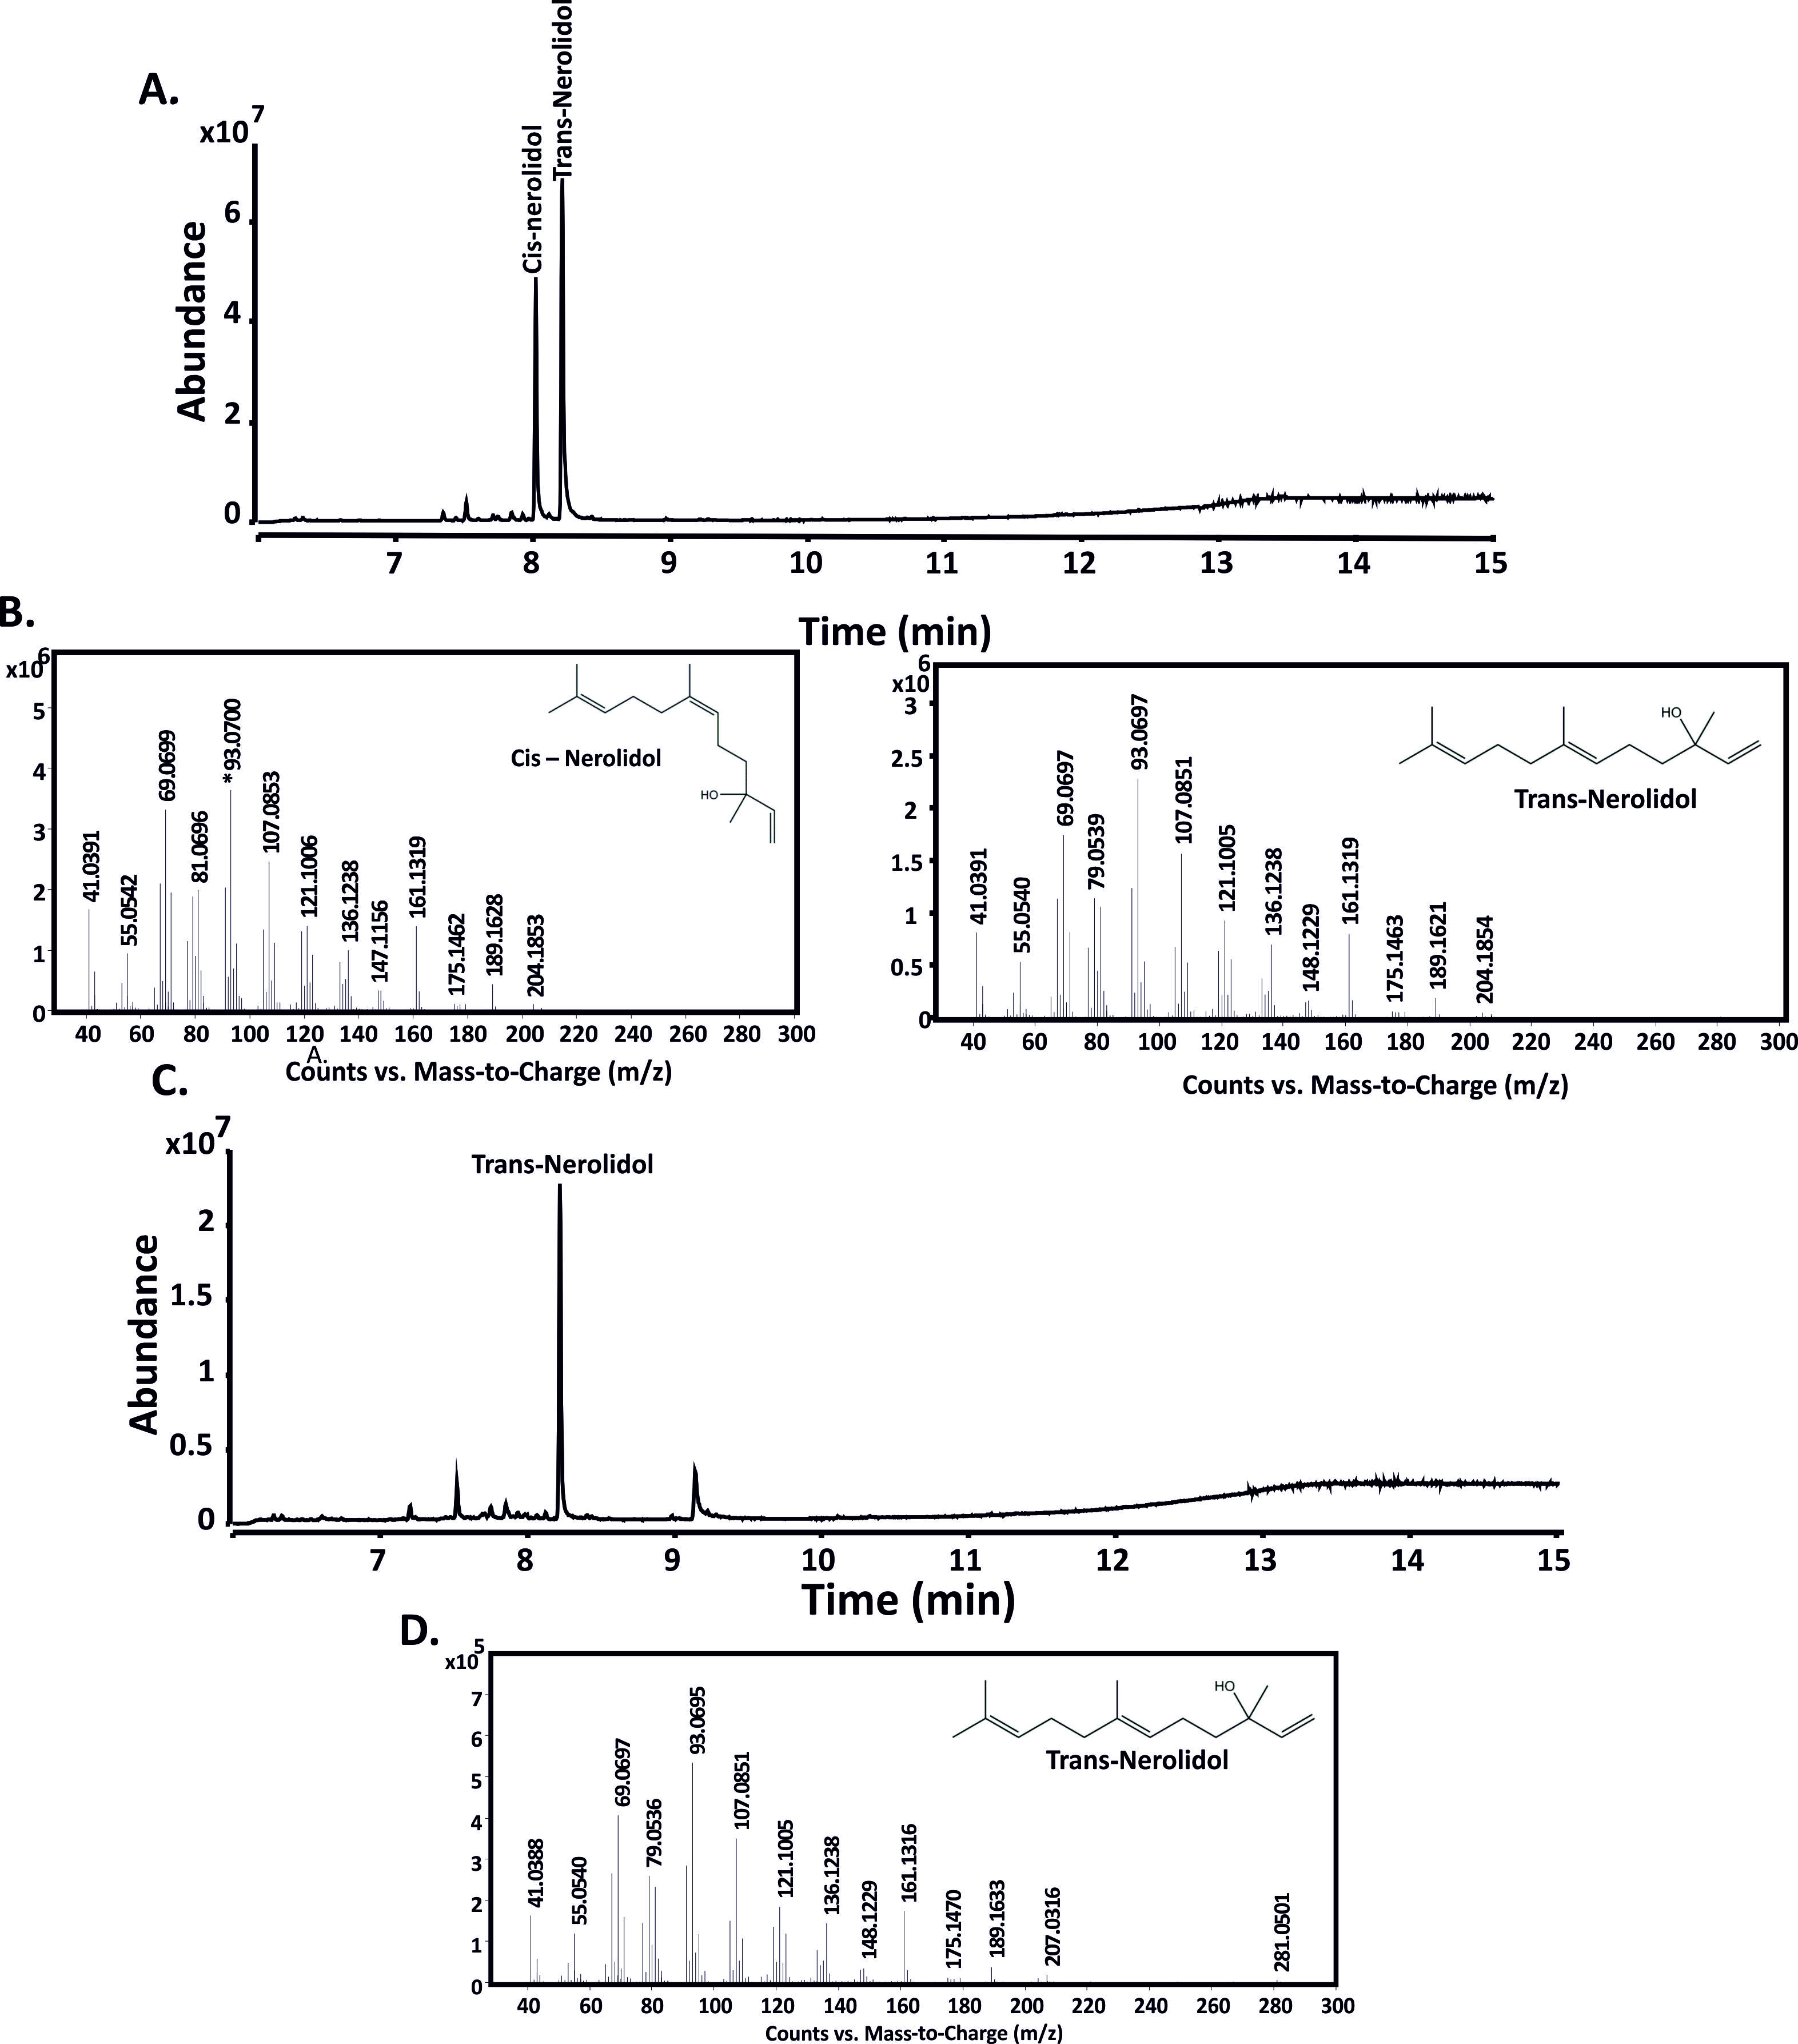 A.
x10 7
Abundance
6
4
2
0
Cis-nerolidol
Trans-Nerolidol
7 8 9 10 11 12 13 14 15
Time (min)
B.
x10 6
5
4
3
2
1
0
41.0391
55.0542
69.0699
81.0696
*93.0700
107.0853
121.1006
136.1238
147.1156
161.1319
175.1462
189.1628
204.1853
Cis – Nerolidol
HO
40 60 80 100 120 140 160 180 200 220 240 260 280 300
A.
Counts vs. Mass-to-Charge (m/z)
x10 6
3
2.5
2
1.5
1
0.5
0
41.0391
55.0540
69.0697
79.0539
93.0697
107.0851
121.1005
136.1238
148.1229
161.1319
175.1463
189.1621
204.1854
HO
Trans-Nerolidol
40 60 80 100 120 140 160 180 200 220 240 260 280 300
Counts vs. Mass-to-Charge (m/z)
C.
x10 7
Abundance
2
1.5
1
0.5
0
Trans-Nerolidol
7 8 9 10 11 12 13 14 15
Time (min)
D.
x10 5
7
6
5
4
3
2
1
0
41.0388
55.0540
69.0697
79.0536
93.0695
107.0851
121.1005
136.1238
148.1229
161.1316
175.1470
189.1633
207.0316
281.0501
HO
Trans-Nerolidol
40 60 80 100 120 140 160 180 200 220 240 260 280 300
Counts vs. Mass-to-Charge (m/z)